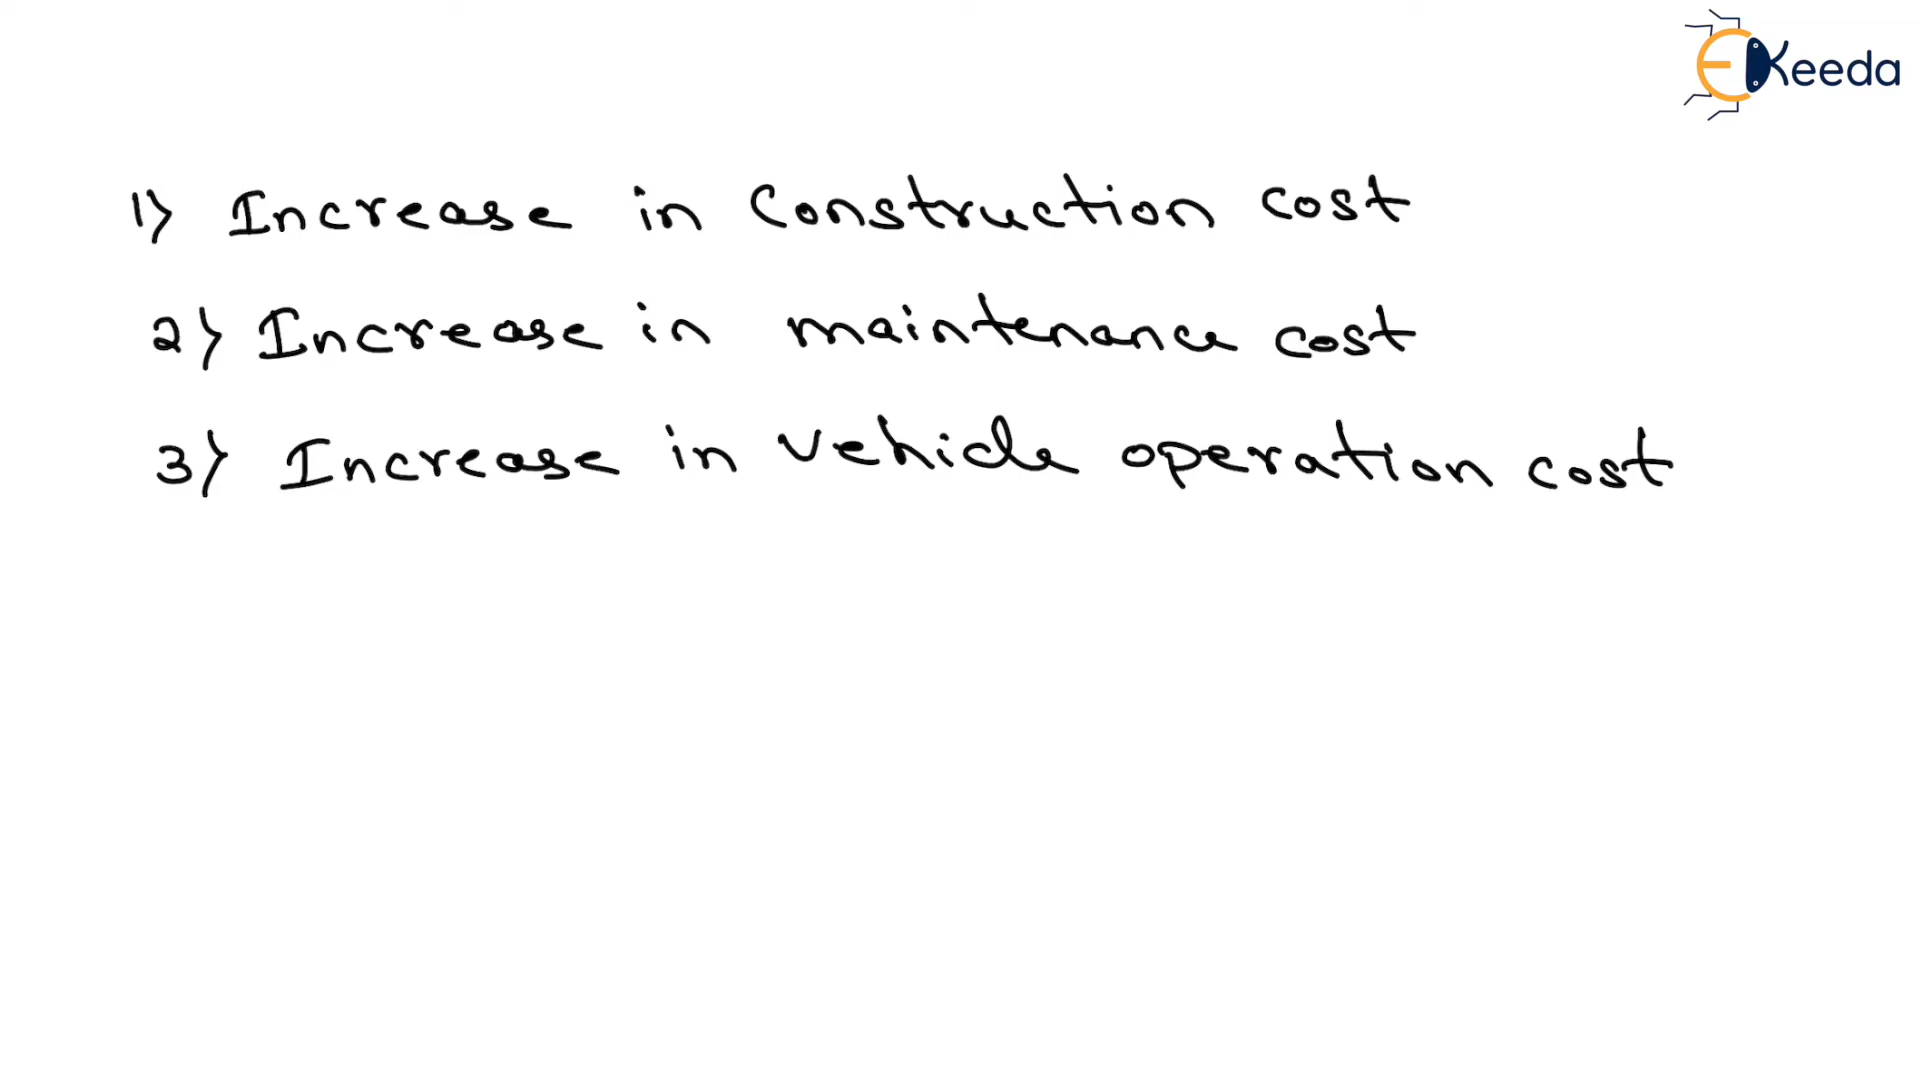 EKeeda
1) Increase in construction cost
2) Increase in maintenance cost
3) Increase in vehicle operation cost